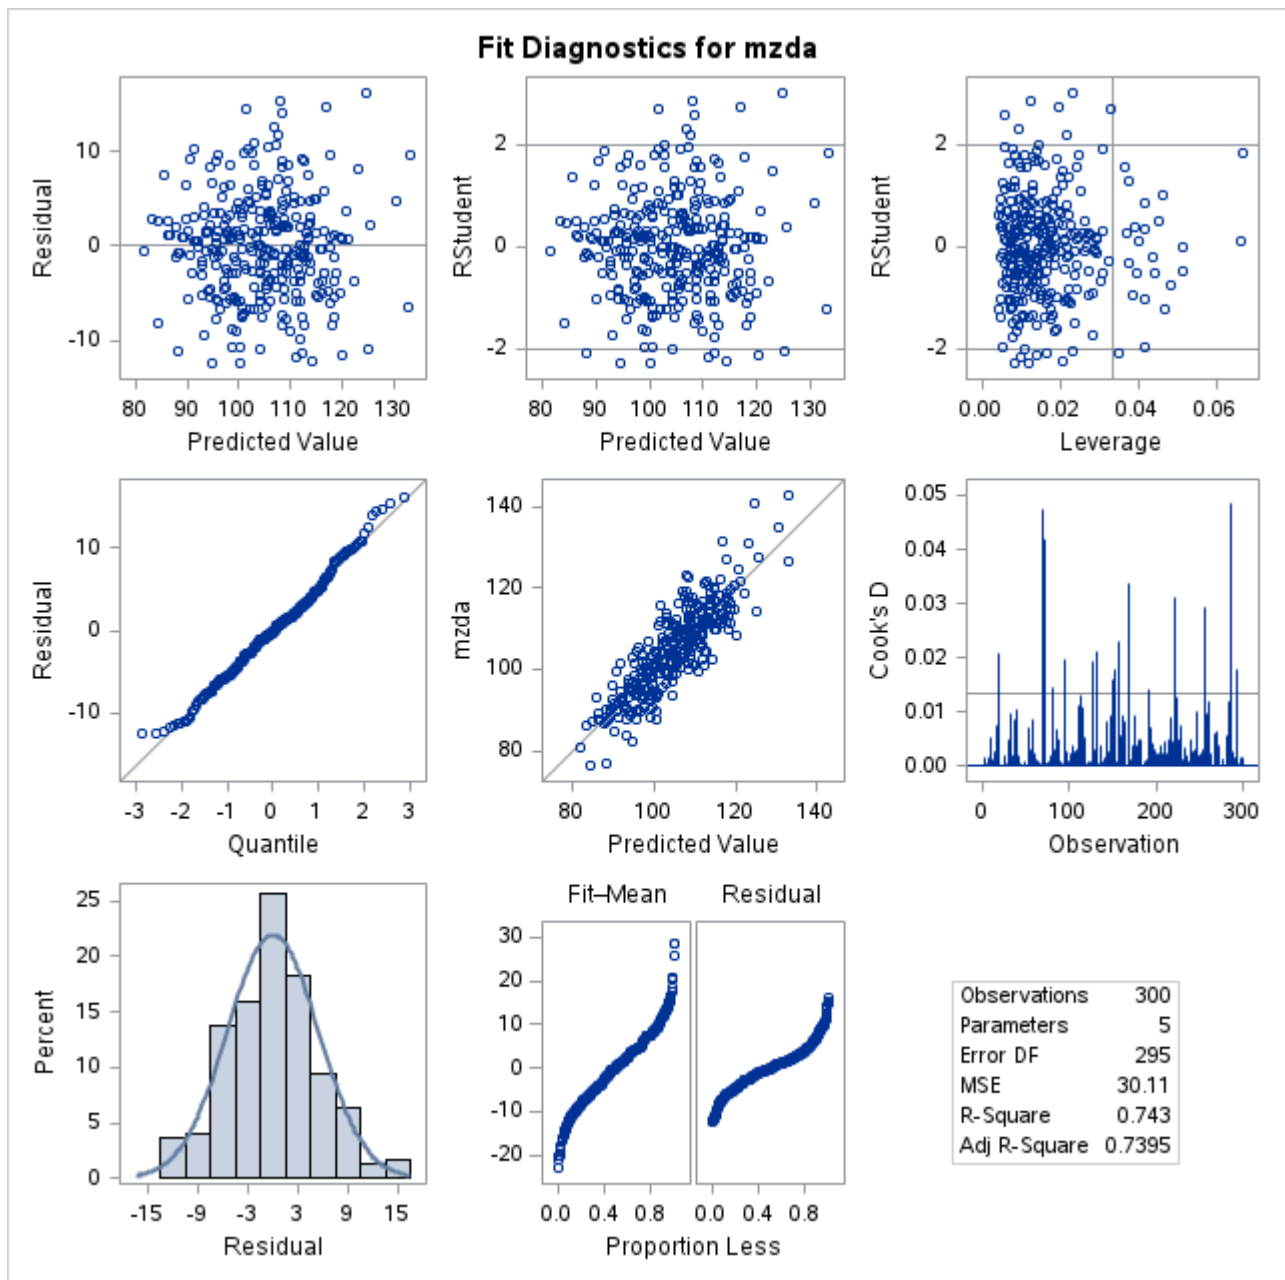 Fit Diagnostics for mzda
Residual
10
0
-10
80 90 100 110 120 130
Predicted Value
RStudent
2
0
-2
80 90 100 110 120 130
Predicted Value
RStudent
2
0
-2
0.00 0.02 0.04 0.06
Leverage
Residual
10
0
-10
-3 -2 -1 0 1 2 3
Quantile
mzda
140
120
100
80
80 100 120 140
Predicted Value
Cook's D
0.05
0.04
0.03
0.02
0.01
0.00
0 100 200 300
Observation
Percent
25
20
15
10
5
0
-15 -9 -3 3 9 15
Residual
Fit–Mean Residual
30
20
10
0
-10
-20
0.0 0.4 0.8 0.0 0.4 0.8
Proportion Less
Observations 300
Parameters 5
Error DF 295
MSE 30.11
R-Square 0.743
Adj R-Square 0.7395